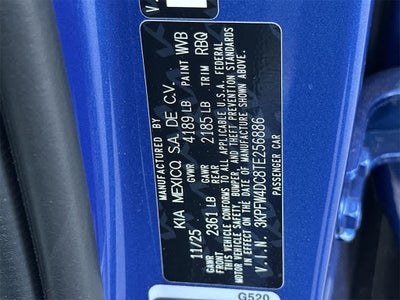 MANUFACTURED BY
KIA MEXICO, S.A. DE C.V.
11/25 GVWR 4189 LB PAINT WVB
GAWR 2361 LB GAWR REAR 2185 LB TRIM RBQ
THIS VEHICLE CONFORMS TO ALL APPLICABLE U.S.A. FEDERAL
MOTOR VEHICLE SAFETY, BUMPER, AND THEFT PREVENTION STANDARDS
IN EFFECT ON THE DATE OF MANUFACTURE SHOWN ABOVE.
V.I.N. 3KPFW4DC8TE256886
PASSENGER CAR
G520